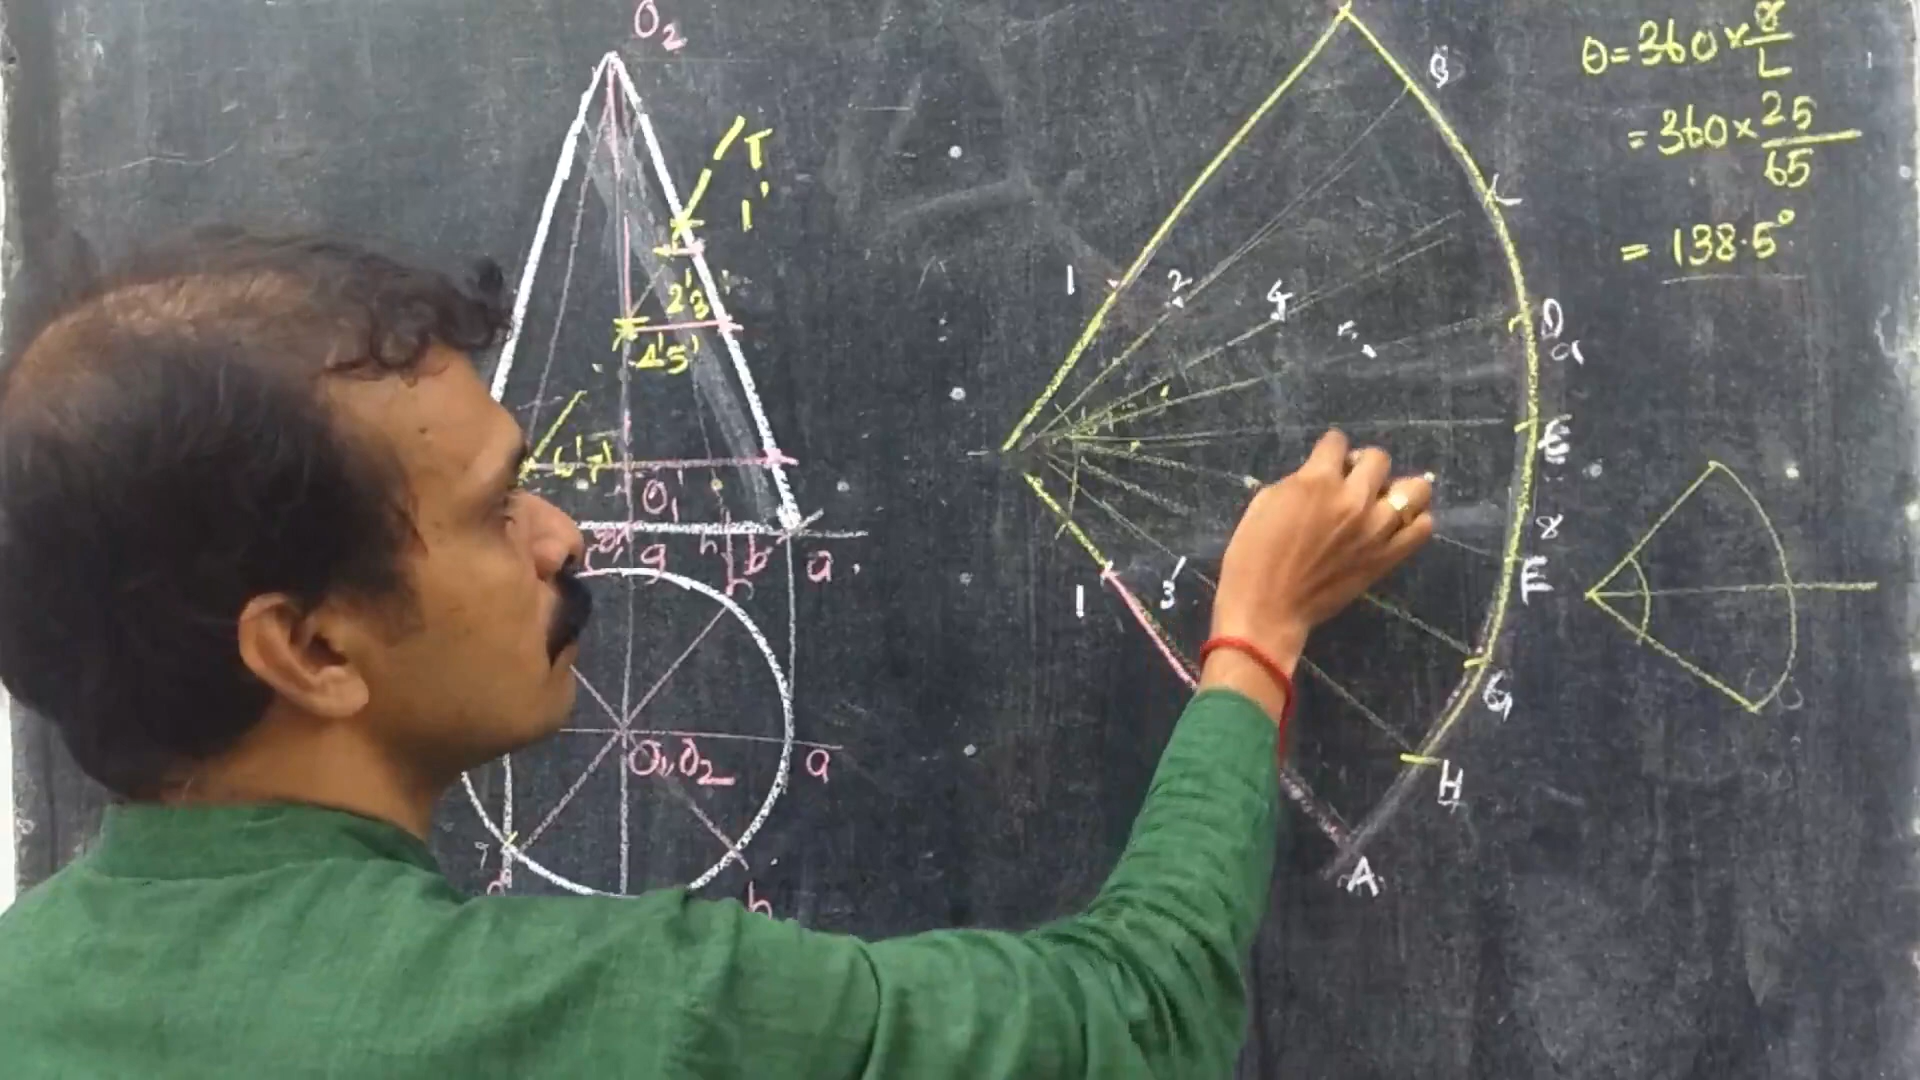 O₂
T
1'
2'3'
4'5'
6'7'
O₁'
g
h
b
a
O₁,O₂
a
b
B
C
1
2
4
D
E
8
F
1
3
G
H
A
θ=360×r/L
=360×25/65
= 138.5°